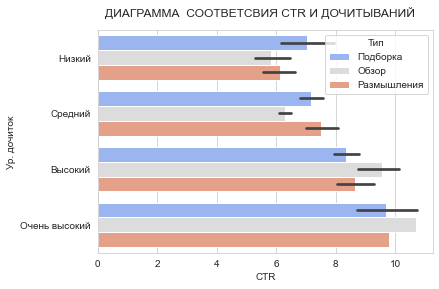 ДИАГРАММА  СООТВЕТСВИЯ CTR И ДОЧИТЫВАНИЙ
Тип
Подборка
Обзор
Размышления
Ур. дочиток
Низкий
Средний
Высокий
Очень высокий
0 2 4 6 8 10
CTR